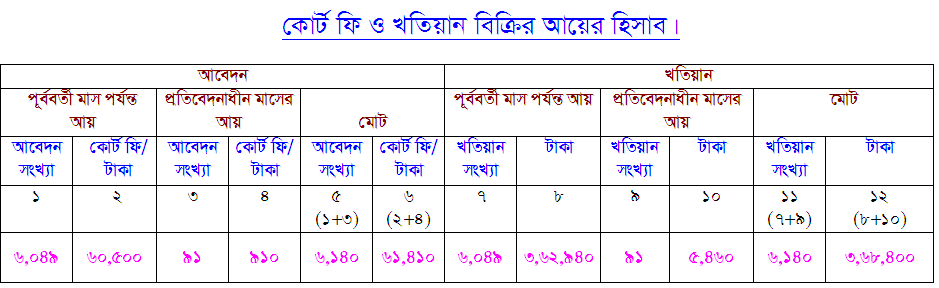 কোর্ট ফি ও খতিয়ান বিক্রির আয়ের হিসাব।
আবেদন খতিয়ান
পূর্ববর্তী মাস পর্যন্ত আয় প্রতিবেদনাধীন মাসের আয় মোট পূর্ববর্তী মাস পর্যন্ত আয় প্রতিবেদনাধীন মাসের আয় মোট
আবেদন সংখ্যা কোর্ট ফি/ টাকা আবেদন সংখ্যা কোর্ট ফি/ টাকা আবেদন সংখ্যা কোর্ট ফি/ টাকা খতিয়ান সংখ্যা টাকা খতিয়ান সংখ্যা টাকা খতিয়ান সংখ্যা টাকা
১ ২ ৩ ৪ ৫ (১+৩) ৬ (২+৪) ৭ ৮ ৯ ১০ ১১ (৭+৯) ১২ (৮+১০)
৬,০৪৯ ৬০,৫০০ ৯১ ৯১০ ৬,১৪০ ৬১,৪১০ ৬,০৪৯ ৩,৬২,৯৪০ ৯১ ৫,৪৬০ ৬,১৪০ ৩,৬৮,৪০০